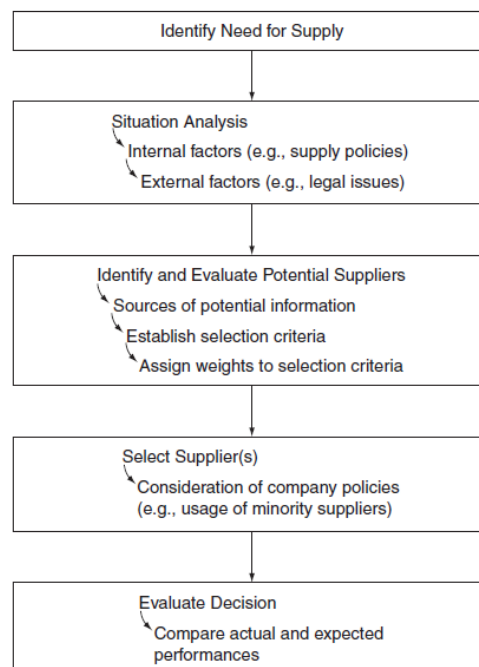 Identify Need for Supply
Situation Analysis
Internal factors (e.g., supply policies)
External factors (e.g., legal issues)
Identify and Evaluate Potential Suppliers
Sources of potential information
Establish selection criteria
Assign weights to selection criteria
Select Supplier(s)
Consideration of company policies
(e.g., usage of minority suppliers)
Evaluate Decision
Compare actual and expected
performances